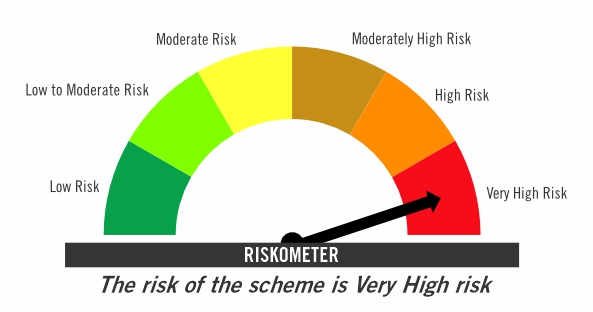 Moderate Risk
Moderately High Risk
Low to Moderate Risk
High Risk
Low Risk
Very High Risk
RISKOMETER
The risk of the scheme is Very High risk